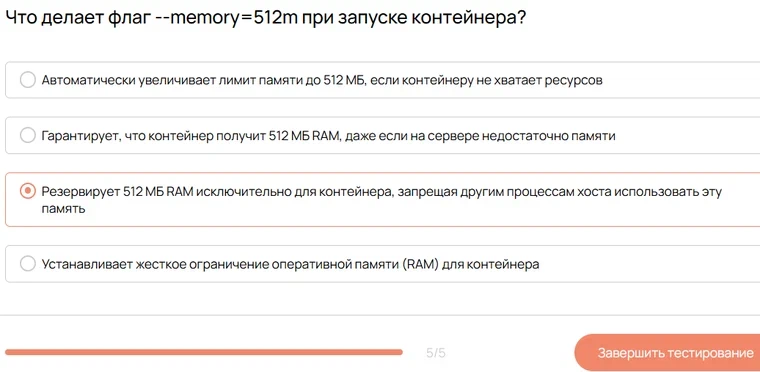 Что делает флаг --memory=512m при запуске контейнера?
Автоматически увеличивает лимит памяти до 512 МБ, если контейнеру не хватает ресурсов
Гарантирует, что контейнер получит 512 МБ RAM, даже если на сервере недостаточно памяти
Резервирует 512 МБ RAM исключительно для контейнера, запрещая другим процессам хоста использовать эту
память
Устанавливает жесткое ограничение оперативной памяти (RAM) для контейнера
5/5
Завершить тестирование